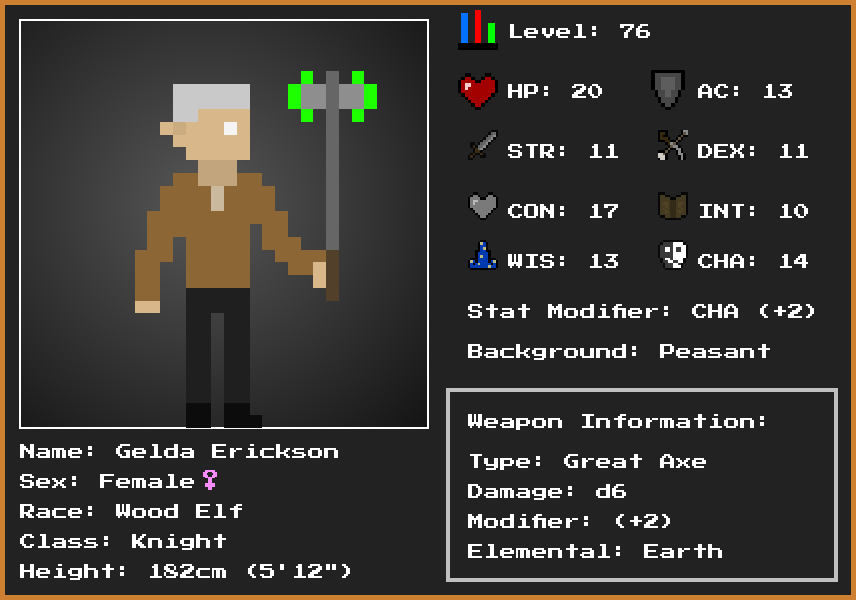 Level: 76
HP: 20 AC: 13
STR: 11 DEX: 11
CON: 17 INT: 10
WIS: 13 CHA: 14
Stat Modifier: CHA (+2)
Background: Peasant
Weapon Information:
Type: Great Axe
Damage: d6
Modifier: (+2)
Elemental: Earth
Name: Gelda Erickson
Sex: Female♀
Race: Wood Elf
Class: Knight
Height: 182cm (5'12")